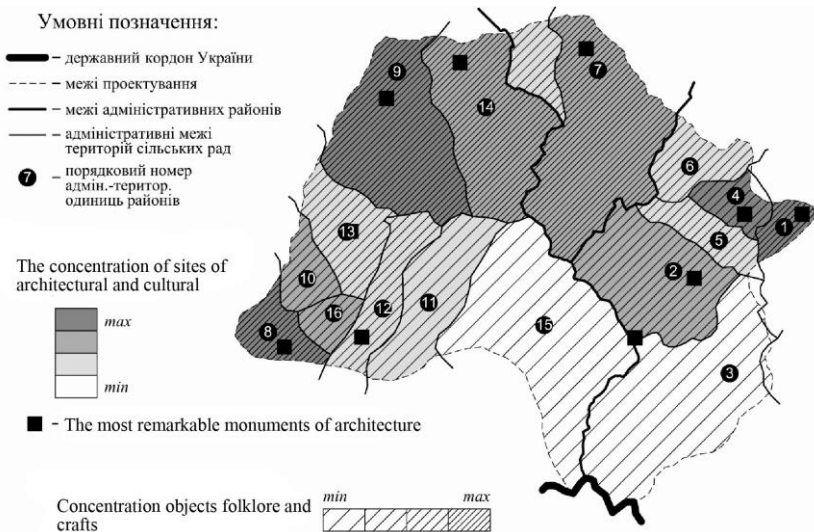 Умовні позначення:
– державний кордон України
– межі проектування
– межі адміністративних районів
– адміністративні межі
територій сільських рад
7
– порядковий номер
адмін.-територ.
одиниць районів
The concentration of sites of
architectural and cultural
max
min
- The most remarkable monuments of architecture
Concentration objects folklore and
crafts
min
max
9
14
7
6
4
1
5
2
13
10
12
11
16
8
15
3